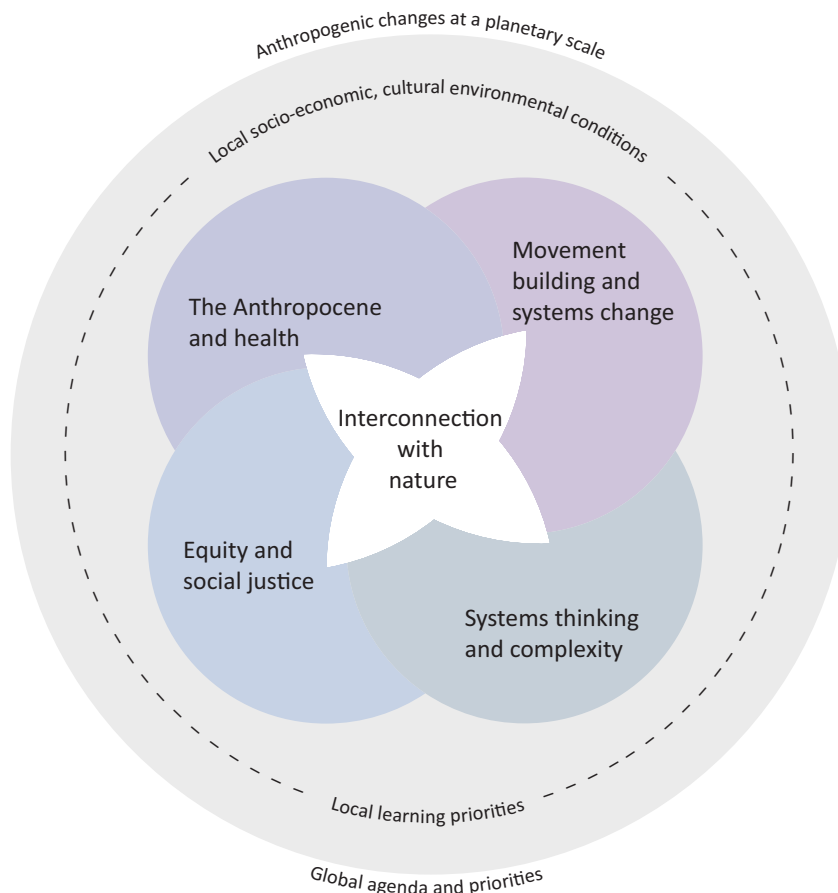 Anthropogenic changes at a planetary scale
Local socio-economic, cultural environmental conditions
Movement
building and
systems change
The Anthropocene
and health
Interconnection
with
nature
Equity and
social justice
Systems thinking
and complexity
Local learning priorities
Global agenda and priorities